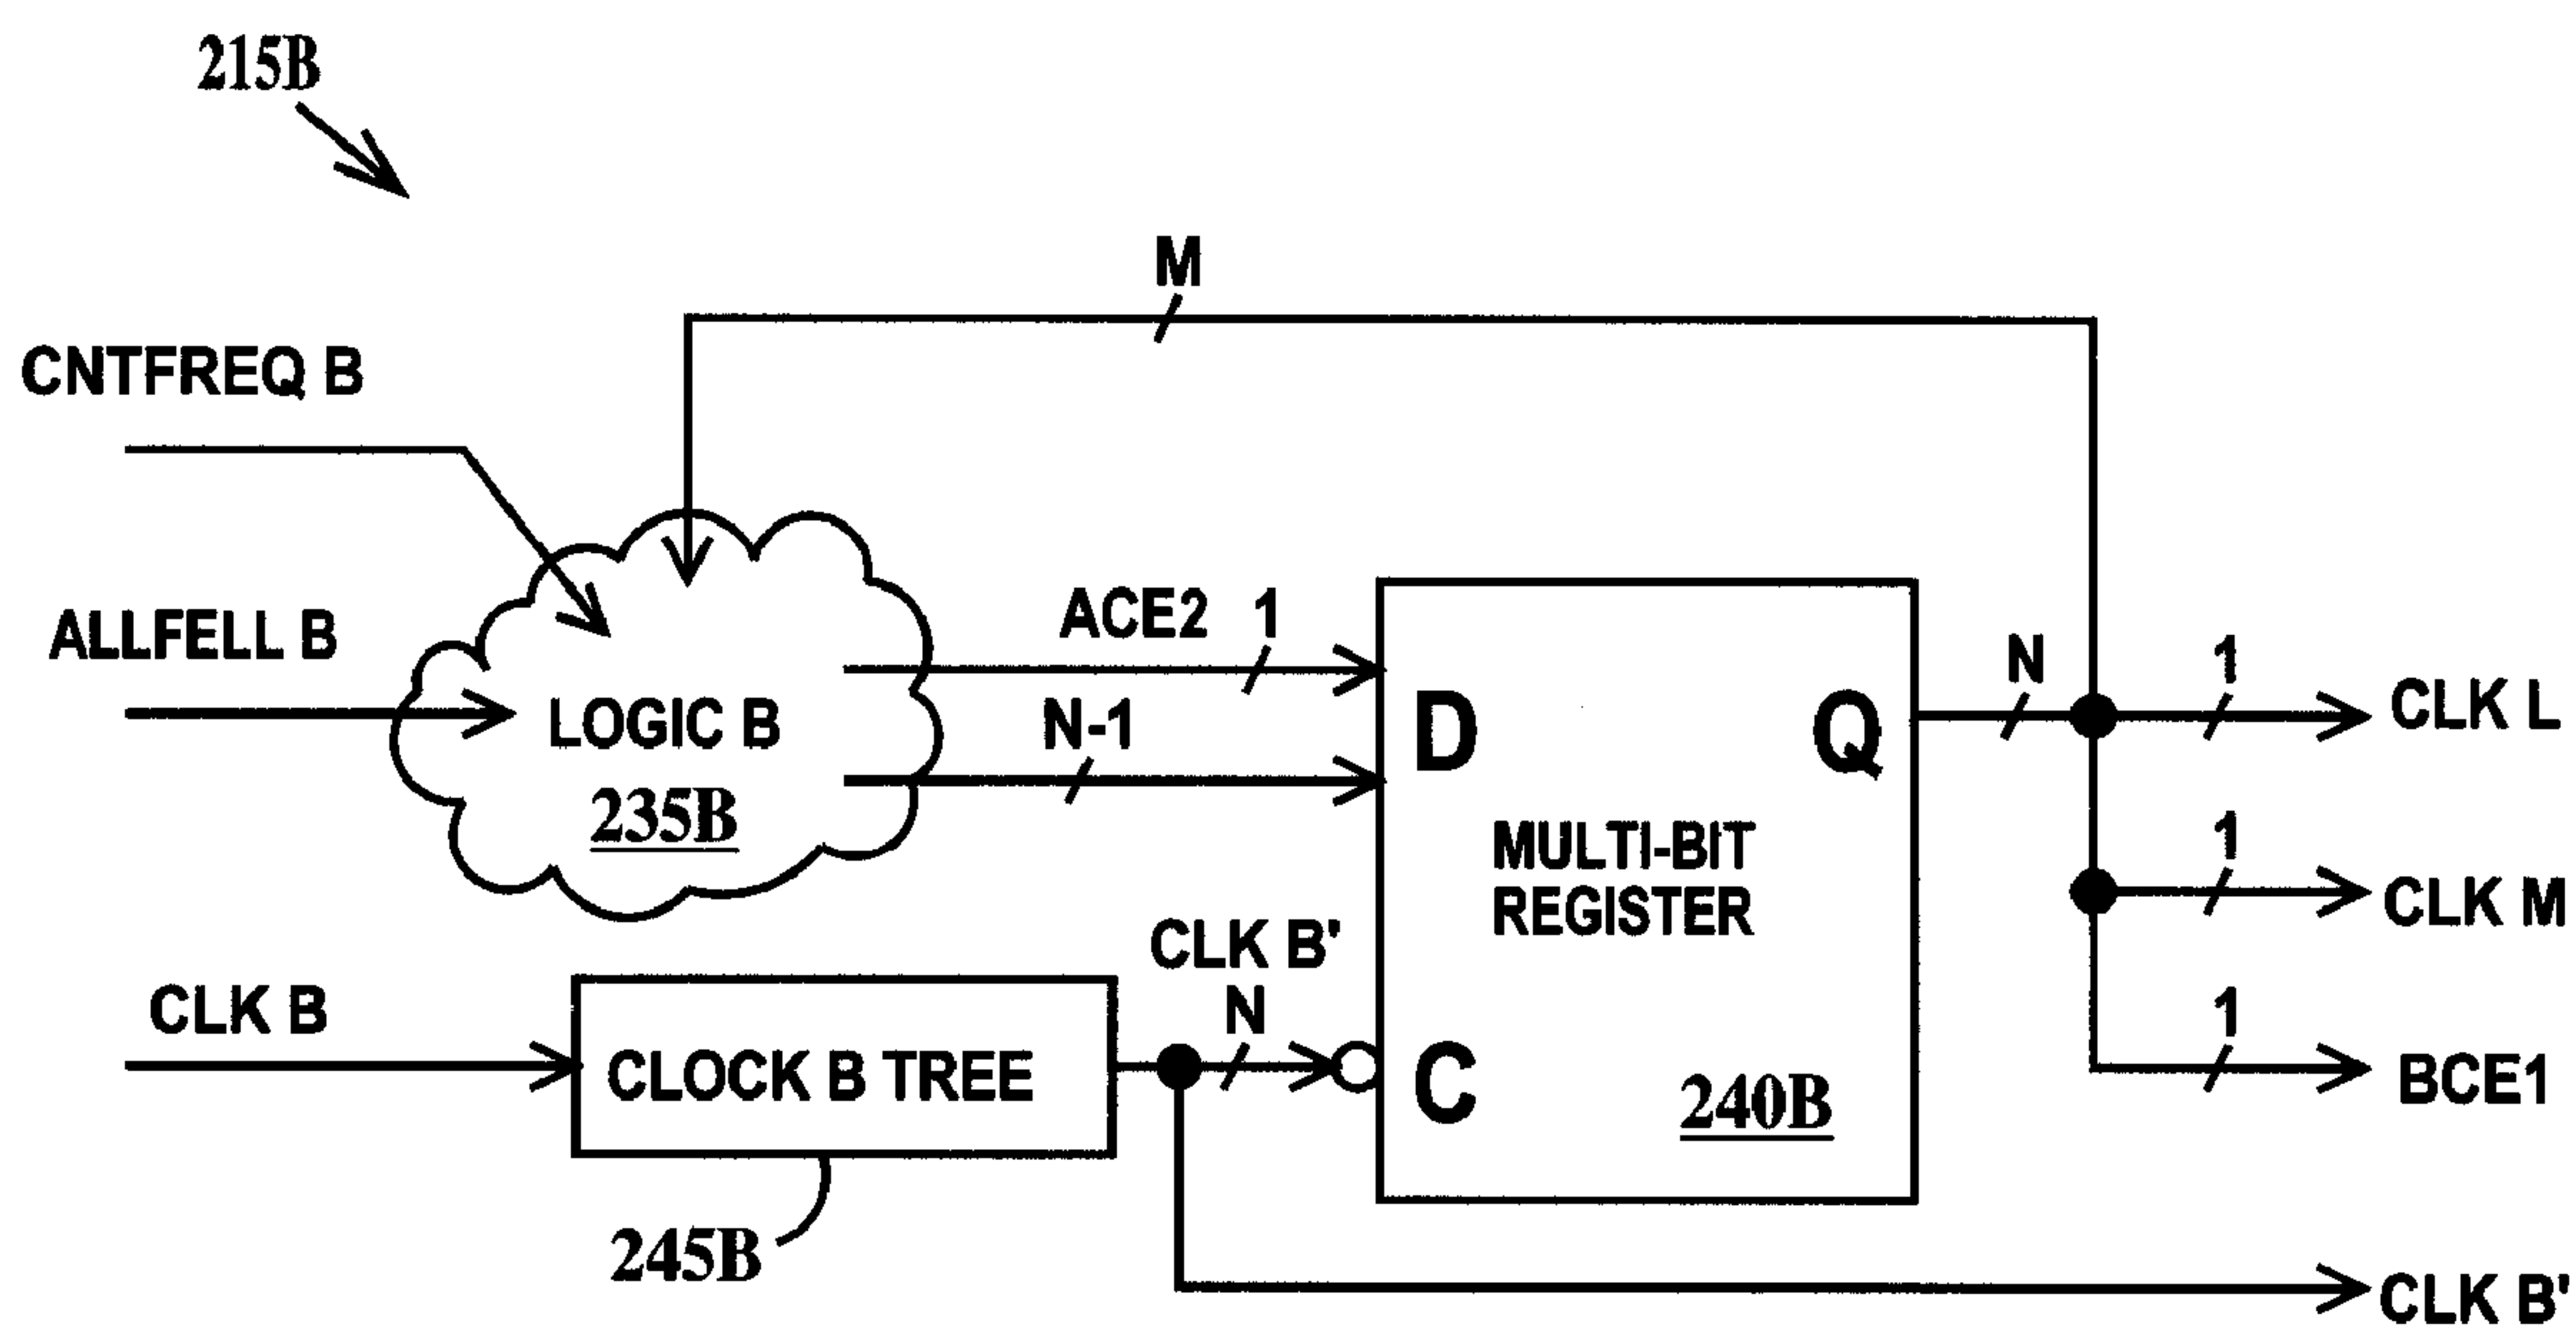 215B
M
CNTFREQ B
ALLFELL B
ACE2 1
N-1
LOGIC B
235B
D
Q
N
1
CLK L
MULTI-BIT
REGISTER
1
CLK M
CLK B
CLOCK B TREE
CLK B'
N
C
240B
1
BCE1
245B
CLK B'